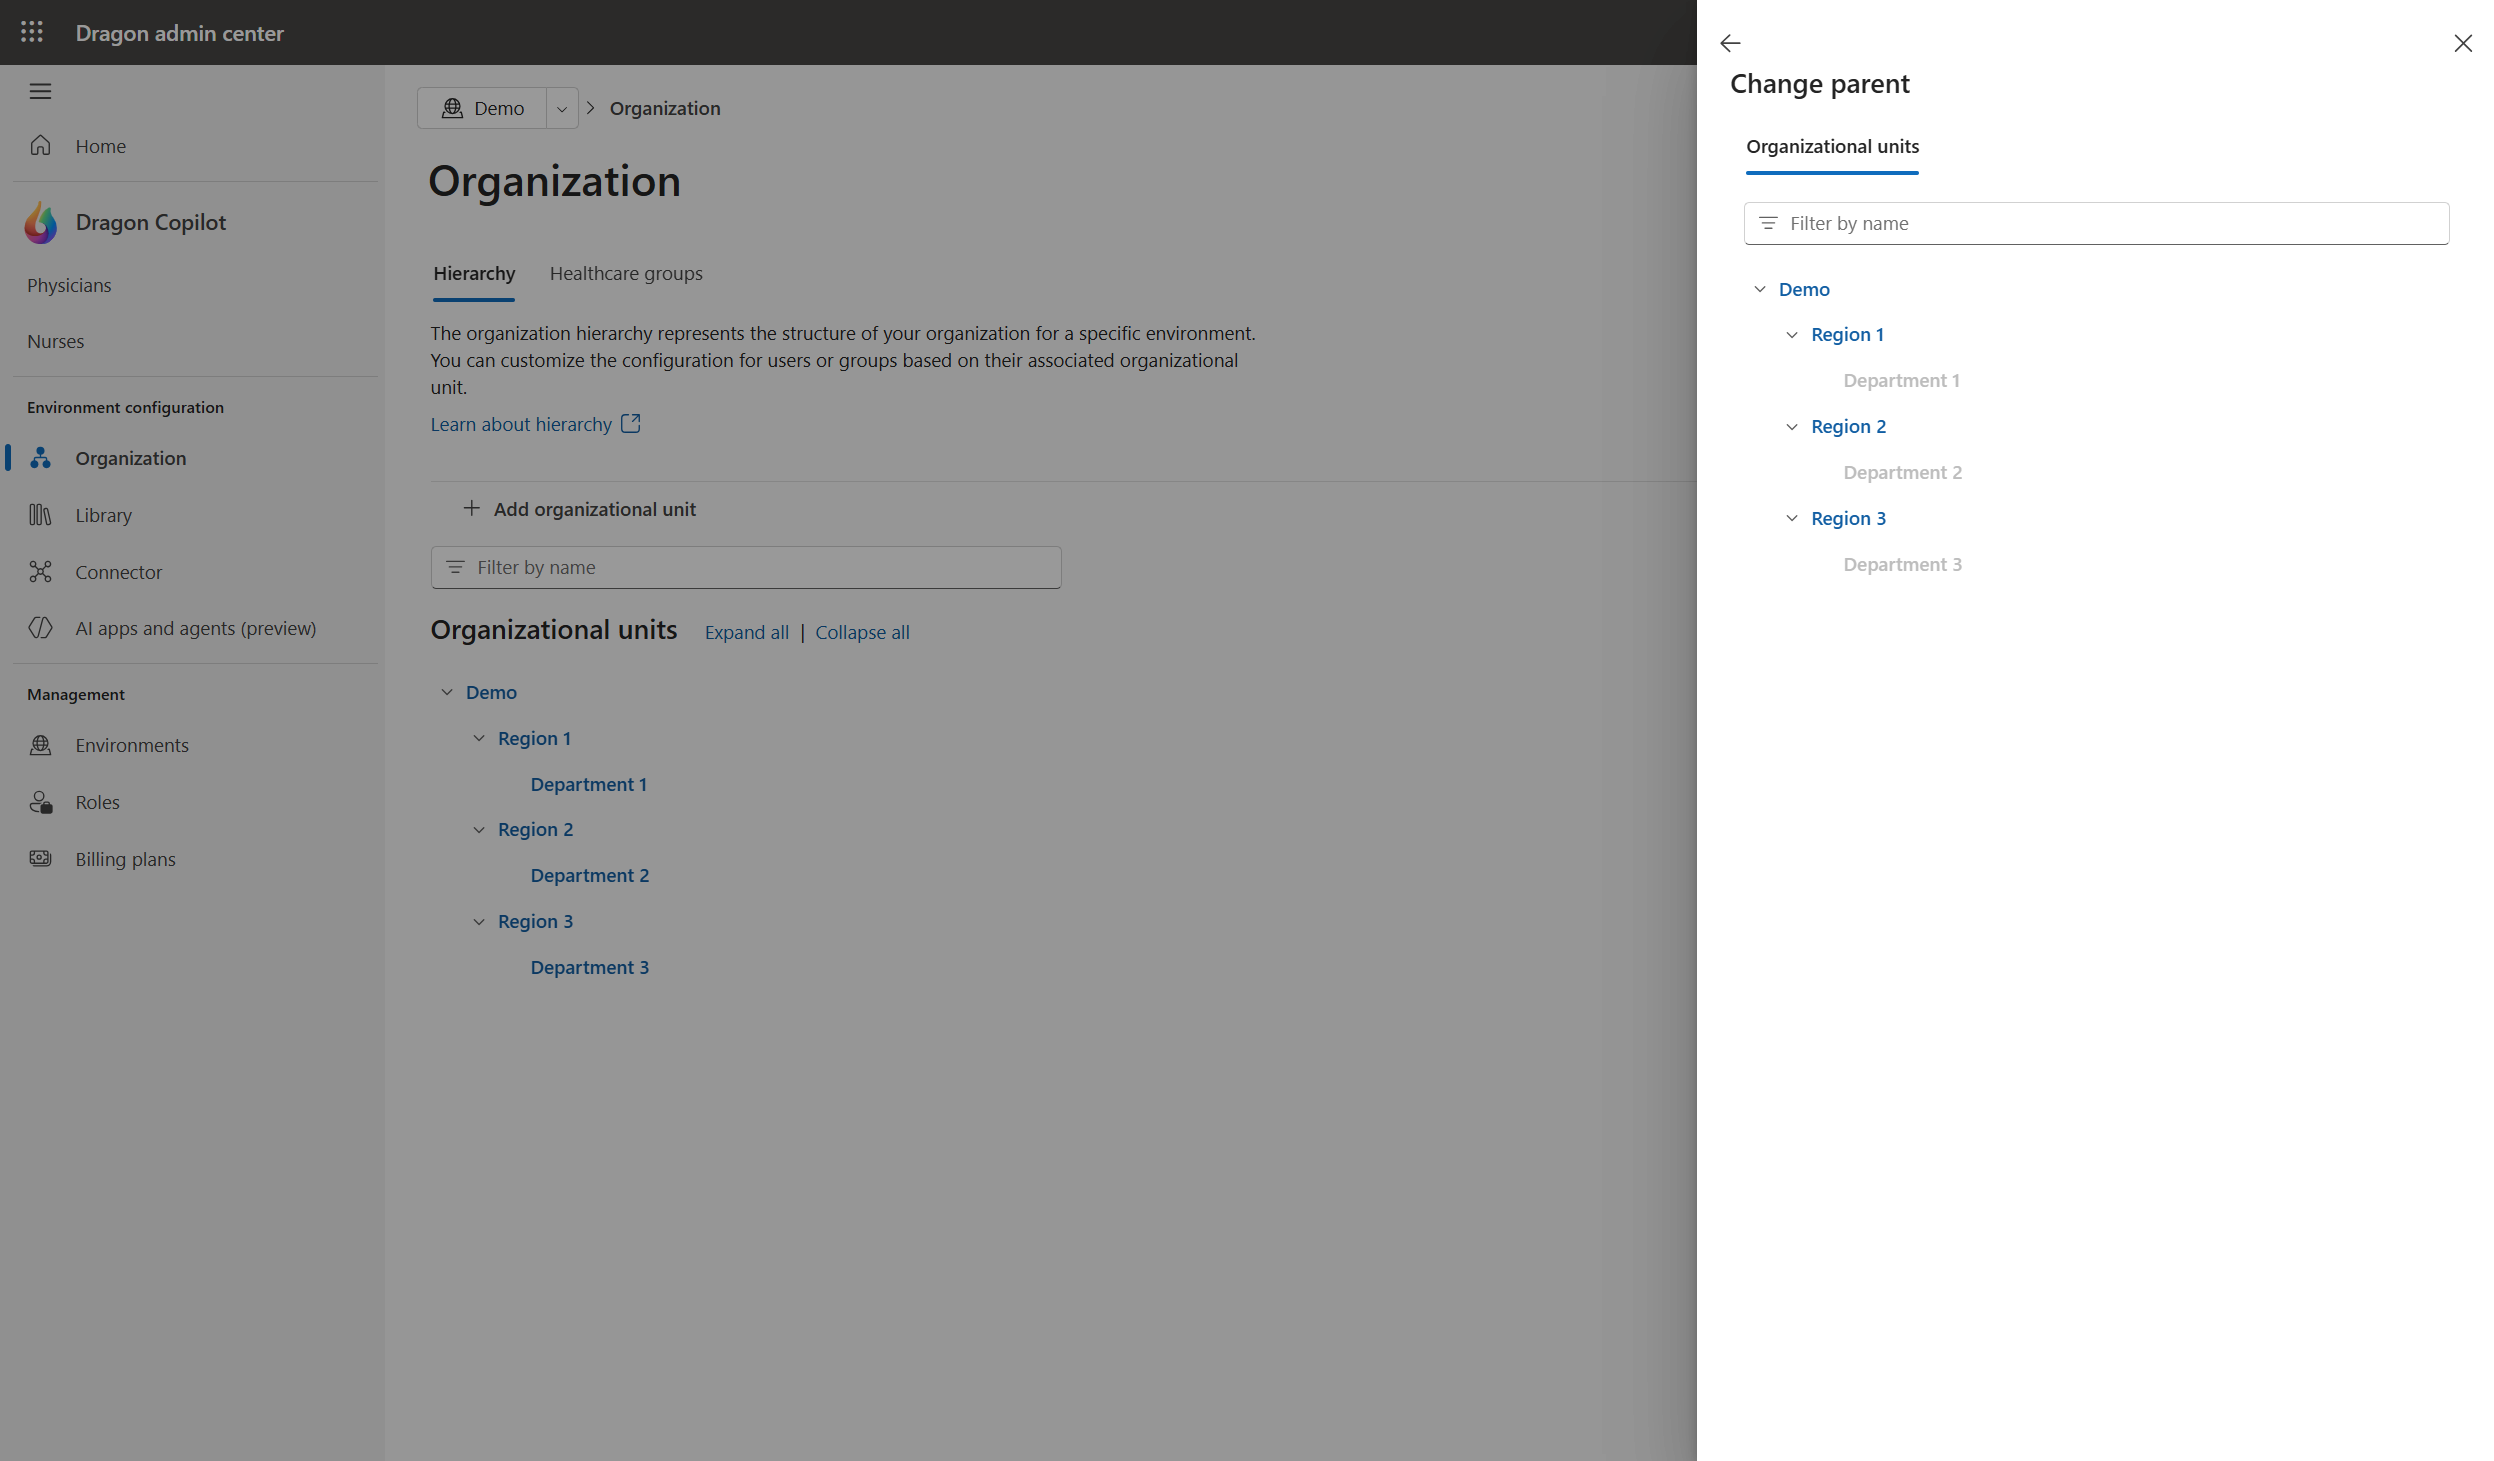 Dragon admin center
Home
Dragon Copilot
Physicians
Nurses
Environment configuration
Organization
Library
Connector
AI apps and agents (preview)
Management
Environments
Roles
Billing plans
Demo
Organization
Organization
Hierarchy
Healthcare groups
The organization hierarchy represents the structure of your organization for a specific environment.
You can customize the configuration for users or groups based on their associated organizational
unit.
Learn about hierarchy
Add organizational unit
Filter by name
Organizational units
Expand all | Collapse all
Demo
Region 1
Department 1
Region 2
Department 2
Region 3
Department 3
Change parent
Organizational units
Filter by name
Demo
Region 1
Department 1
Region 2
Department 2
Region 3
Department 3